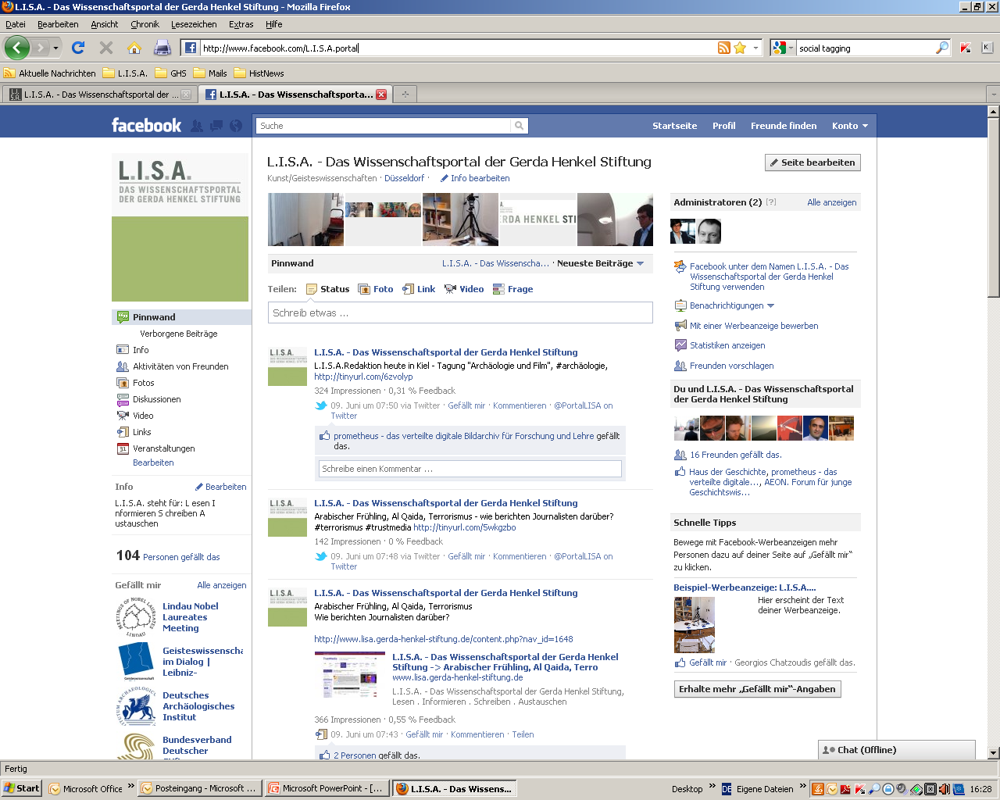 L.I.S.A. - Das Wissenschaftsportal der Gerda Henkel Stiftung - Mozilla Firefox
Datei Bearbeiten Ansicht Chronik Lesezeichen Extras Hilfe
http://www.facebook.com/L.I.S.A.portal
social tagging
Aktuelle Nachrichten L.I.S.A. GHS Mails HistNews
L.I.S.A. - Das Wissenschaftsportal der ...
L.I.S.A. - Das Wissenschaftsporta...
facebook
Suche
Startseite Profil Freunde finden Konto
L.I.S.A.
DAS WISSENSCHAFTSPORTAL
DER GERDA HENKEL STIFTUNG
Pinnwand
Verborgene Beiträge
Info
Aktivitäten von Freunden
Fotos
Diskussionen
Video
Links
31 Veranstaltungen
Bearbeiten
Info Bearbeiten
L.I.S.A. steht für: L esen I
nformieren S chreiben A
ustauschen
104 Personen gefällt das
Gefällt mir Alle anzeigen
MEETINGS OF NOBEL LAUREATES LINDAU
Lindau Nobel
Laureates
Meeting
Geisteswissenscha
im Dialog |
Leibniz-
Deutsches
Archäologisches
Institut
Bundesverband
Deutscher
L.I.S.A. - Das Wissenschaftsportal der Gerda Henkel Stiftung
Kunst/Geisteswissenschaften · Düsseldorf · Info bearbeiten
GERDA HENKEL STI
Pinnwand L.I.S.A. - Das Wissenscha... · Neueste Beiträge
Teilen: Status Foto Link Video Frage
Schreib etwas ...
L.I.S.A. - Das Wissenschaftsportal der Gerda Henkel Stiftung
L.I.S.A.Redaktion heute in Kiel - Tagung "Archäologie und Film", #archäologie,
http://tinyurl.com/6zvolyp
324 Impressionen · 0,31 % Feedback
09. Juni um 07:50 via Twitter · Gefällt mir · Kommentieren · @PortalLISA on
Twitter
prometheus - das verteilte digitale Bildarchiv für Forschung und Lehre gefällt
das.
Schreibe einen Kommentar ...
L.I.S.A. - Das Wissenschaftsportal der Gerda Henkel Stiftung
Arabischer Frühling, Al Qaida, Terrorismus - wie berichten Journalisten darüber?
#terrorismus #trustmedia http://tinyurl.com/5wkgzbo
142 Impressionen · 0 % Feedback
09. Juni um 07:48 via Twitter · Gefällt mir · Kommentieren · @PortalLISA on
Twitter
L.I.S.A. - Das Wissenschaftsportal der Gerda Henkel Stiftung
Arabischer Frühling, Al Qaida, Terrorismus
Wie berichten Journalisten darüber?
http://www.lisa.gerda-henkel-stiftung.de/content.php?nav_id=1648
L.I.S.A. - Das Wissenschaftsportal der Gerda Henkel
Stiftung -> Arabischer Frühling, Al Qaida, Terro
www.lisa.gerda-henkel-stiftung.de
L.I.S.A. - Das Wissenschaftsportal der Gerda Henkel Stiftung,
Lesen . Informieren . Schreiben . Austauschen
366 Impressionen · 0,55 % Feedback
09. Juni um 07:43 · Gefällt mir · Kommentieren · Teilen
2 Personen gefällt das.
Seite bearbeiten
Administratoren (2) [?] Alle anzeigen
Facebook unter dem Namen L.I.S.A. - Das
Wissenschaftsportal der Gerda Henkel
Stiftung verwenden
Benachrichtigungen
Mit einer Werbeanzeige bewerben
Statistiken anzeigen
Freunden vorschlagen
Du und L.I.S.A. - Das Wissenschaftsportal
der Gerda Henkel Stiftung
16 Freunden gefällt das.
Haus der Geschichte, prometheus - das
verteilte digitale..., AEON. Forum für junge
Geschichtswis...
Schnelle Tipps
Bewege mit Facebook-Werbeanzeigen mehr
Personen dazu auf deiner Seite auf „Gefällt mir“
zu klicken.
Beispiel-Werbeanzeige: L.I.S.A....
Hier erscheint der Text
deiner Werbeanzeige.
Gefällt mir · Georgios Chatzoudis gefällt das.
Erhalte mehr „Gefällt mir“-Angaben
Chat (Offline)
Fertig
Start Microsoft Office » Posteingang - Microsoft ... Microsoft PowerPoint - [... L.I.S.A. - Das Wissens... Desktop » DE Eigene Dateien » 16:28